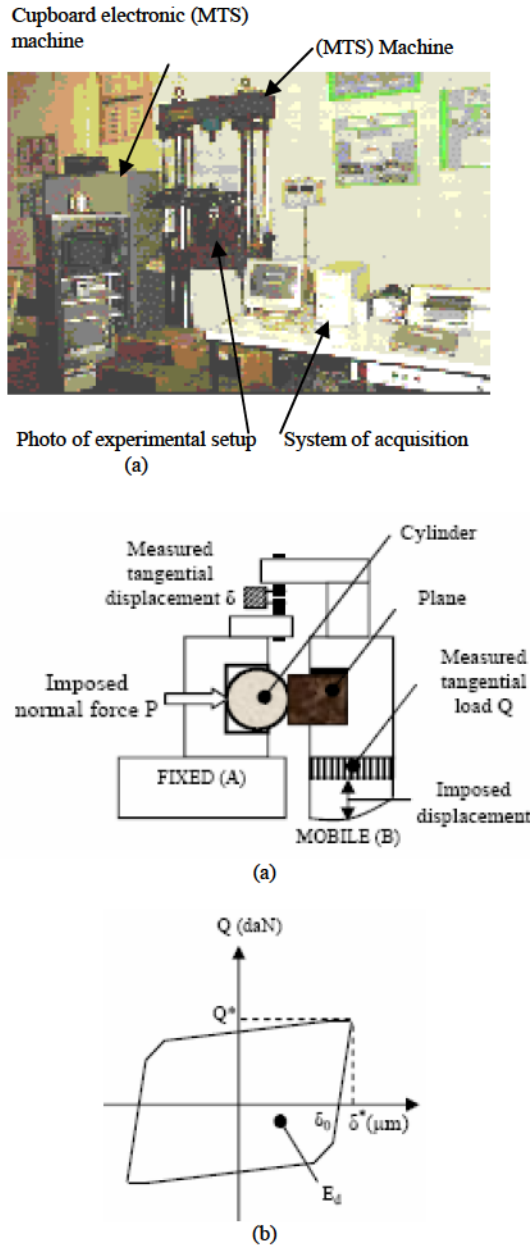 Cupboard electronic (MTS)
machine
(MTS) Machine
Photo of experimental setup
System of acquisition
(a)
Cylinder
Measured
tangential
displacement δ
Plane
Measured
tangential
load Q
Imposed
normal force P
FIXED (A)
Imposed
displacement
MOBILE (B)
(a)
Q (daN)
Q*
δ₀
δ*(μm)
E_d
(b)